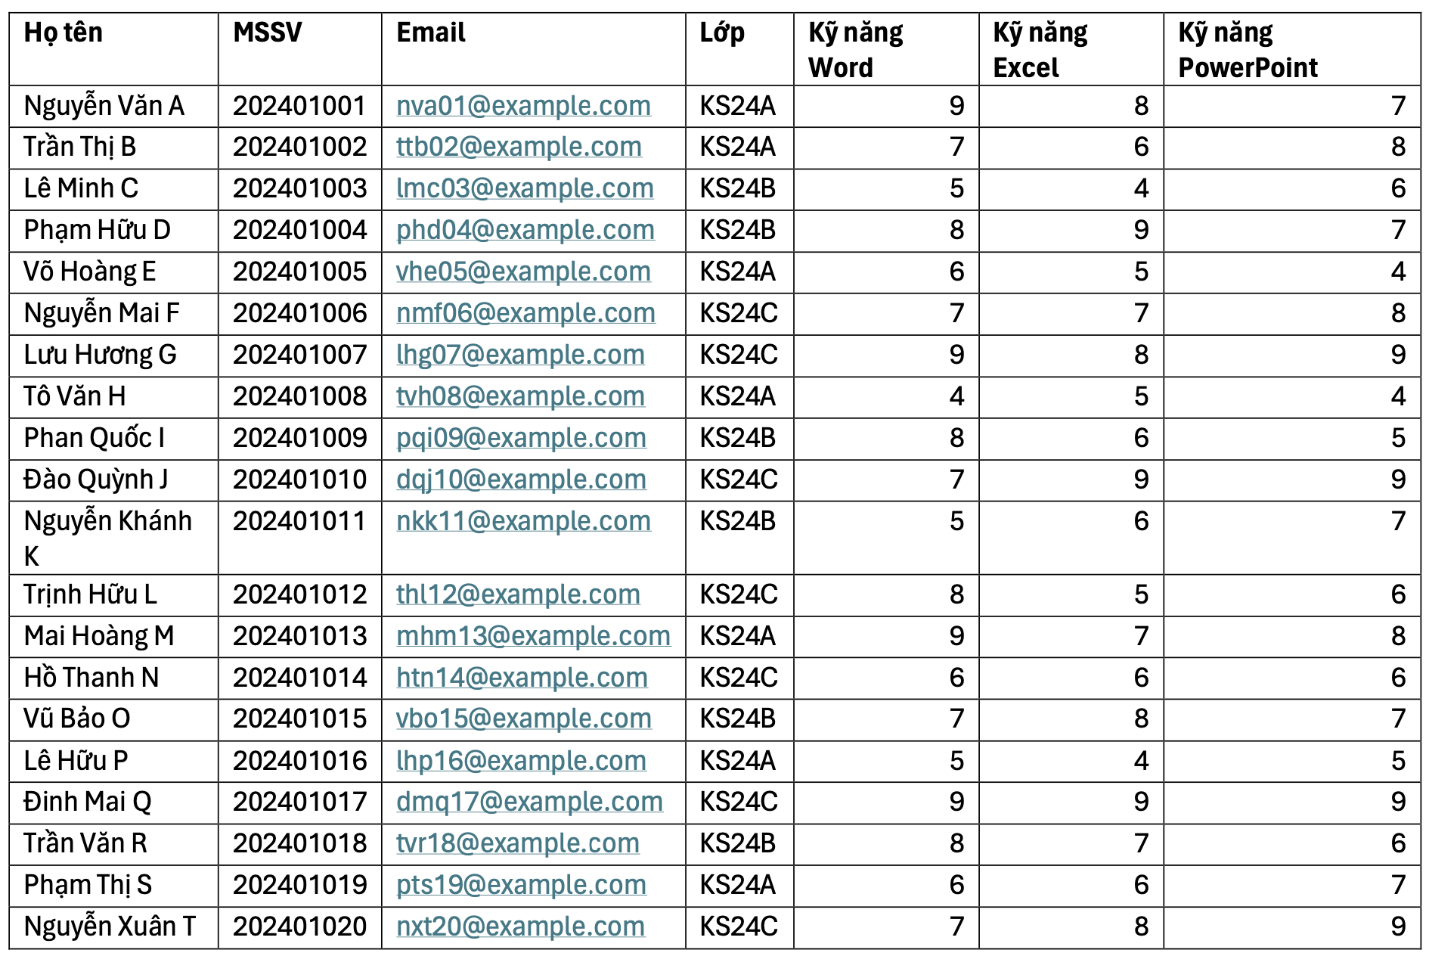 Họ tên MSSV Email Lớp Kỹ năng Word Kỹ năng Excel Kỹ năng PowerPoint
Nguyễn Văn A 202401001 nva01@example.com KS24A 9 8 7
Trần Thị B 202401002 ttb02@example.com KS24A 7 6 8
Lê Minh C 202401003 lmc03@example.com KS24B 5 4 6
Phạm Hữu D 202401004 phd04@example.com KS24B 8 9 7
Võ Hoàng E 202401005 vhe05@example.com KS24A 6 5 4
Nguyễn Mai F 202401006 nmf06@example.com KS24C 7 7 8
Lưu Hương G 202401007 lhg07@example.com KS24C 9 8 9
Tô Văn H 202401008 tvh08@example.com KS24A 4 5 4
Phan Quốc I 202401009 pqi09@example.com KS24B 8 6 5
Đào Quỳnh J 202401010 dqj10@example.com KS24C 7 9 9
Nguyễn Khánh K 202401011 nkk11@example.com KS24B 5 6 7
Trịnh Hữu L 202401012 thl12@example.com KS24C 8 5 6
Mai Hoàng M 202401013 mhm13@example.com KS24A 9 7 8
Hồ Thanh N 202401014 htn14@example.com KS24C 6 6 6
Vũ Bảo O 202401015 vbo15@example.com KS24B 7 8 7
Lê Hữu P 202401016 lhp16@example.com KS24A 5 4 5
Đinh Mai Q 202401017 dmq17@example.com KS24C 9 9 9
Trần Văn R 202401018 tvr18@example.com KS24B 8 7 6
Phạm Thị S 202401019 pts19@example.com KS24A 6 6 7
Nguyễn Xuân T 202401020 nxt20@example.com KS24C 7 8 9